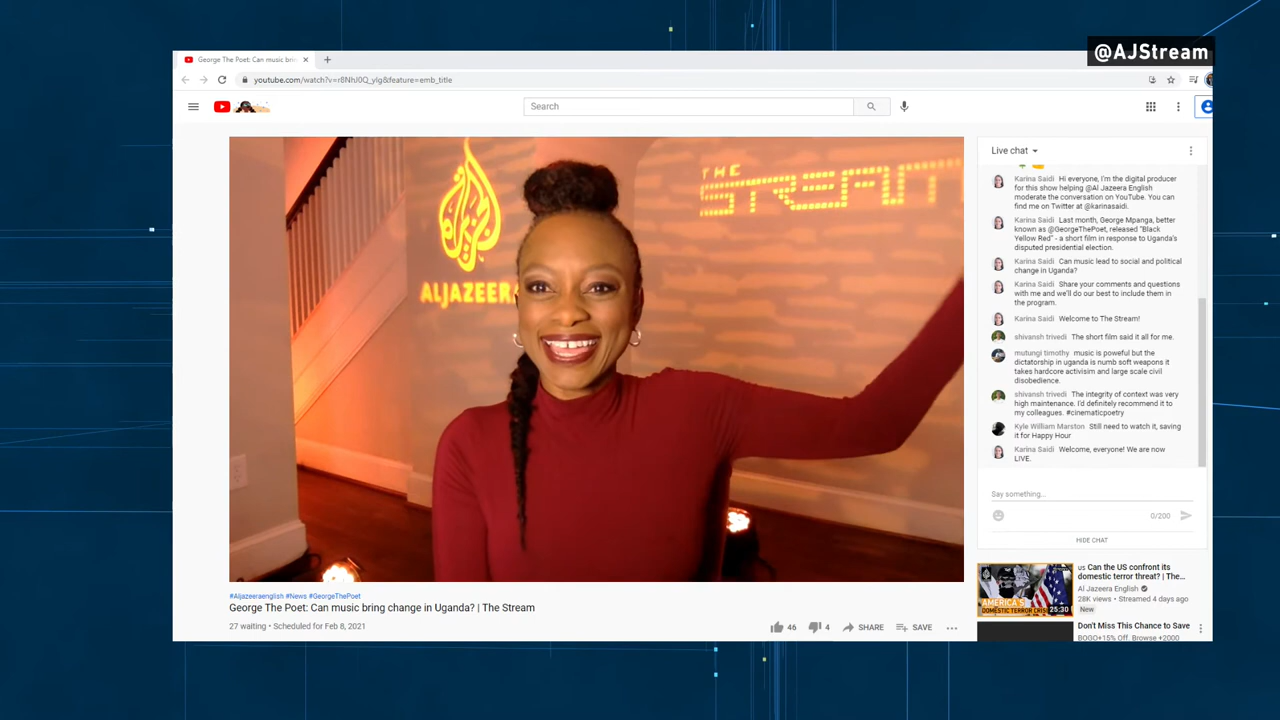 @AJStream
George The Poet: Can music brin
youtube.com/watch?v=r8NhJ0Q_yIg&feature=emb_title
Search
ALJAZEERA
THE
STREAM
Live chat
Karina Saidi Hi everyone, I'm the digital producer
for this show helping @Al Jazeera English
moderate the conversation on YouTube. You can
find me on Twitter at @karinasaidi.
Karina Saidi Last month, George Mpanga, better
known as @GeorgeThePoet, released "Black
Yellow Red" - a short film in response to Uganda's
disputed presidential election.
Karina Saidi Can music lead to social and political
change in Uganda?
Karina Saidi Share your comments and questions
with me and we'll do our best to include them in
the program.
Karina Saidi Welcome to The Stream!
shivansh trivedi The short film said it all for me.
mutungi timothy music is poweful but the
dictatorship in uganda is numb soft weapons it
takes hardcore activisim and large scale civil
disobedience.
shivansh trivedi The integrity of context was very
high maintenance. I'd definitely recommend it to
my colleagues. #cinematicpoetry
Kyle William Marston Still need to watch it, saving
it for Happy Hour
Karina Saidi Welcome, everyone! We are now
LIVE.
Say something...
0/200
HIDE CHAT
#Aljazeeraenglish #News #GeorgeThePoet
George The Poet: Can music bring change in Uganda? | The Stream
27 waiting • Scheduled for Feb 8, 2021
46
4
SHARE
SAVE
AMERICA'S
DOMESTIC TERROR CRISIS
25:30
us Can the US confront its
domestic terror threat? | The...
Al Jazeera English
28K views • Streamed 4 days ago
New
Don't Miss This Chance to Save
BOGO+15% Off. Browse +2000